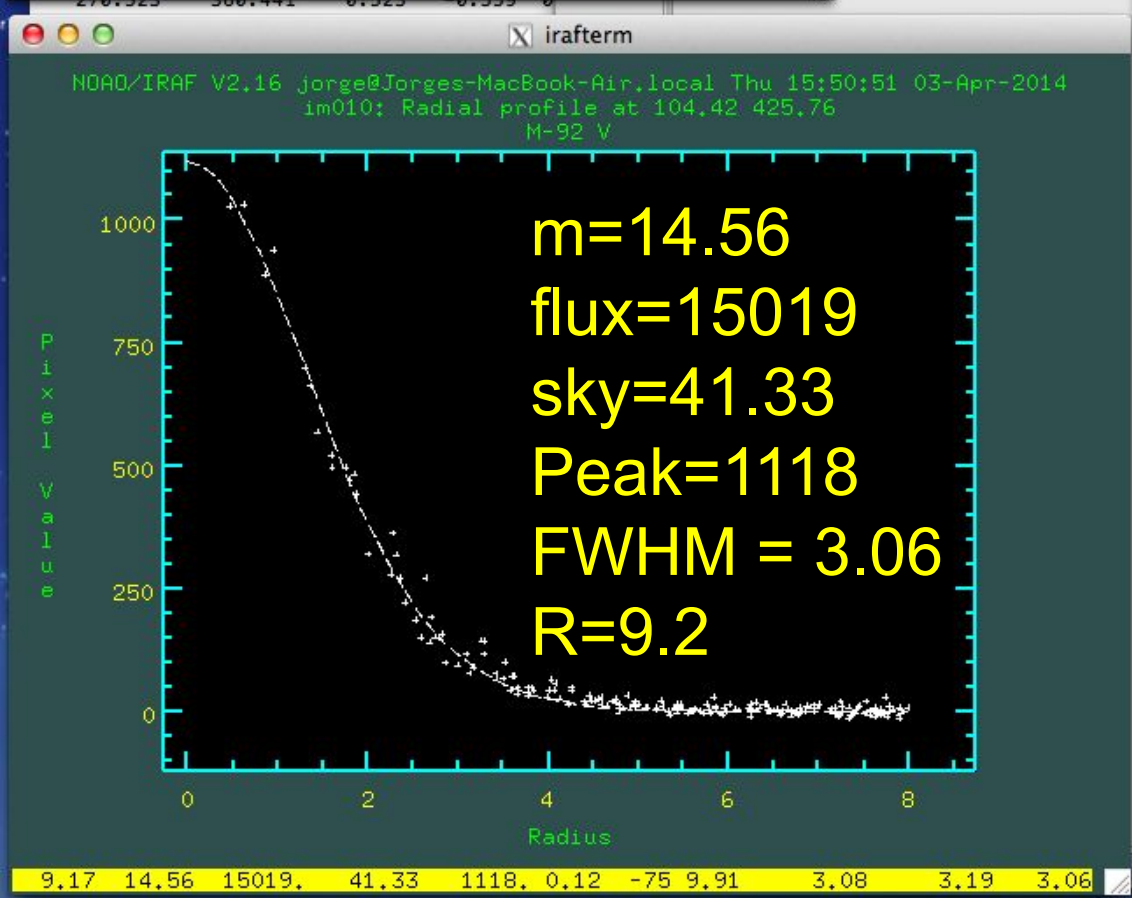 irafterm
NOAO/IRAF V2.16 jorge@Jorges-MacBook-Air.local Thu 15:50:51 03-Apr-2014
im010: Radial profile at 104.42 425.76
M-92 V
m=14.56
flux=15019
sky=41.33
Peak=1118
FWHM = 3.06
R=9.2
Pixel Value
1000
750
500
250
0
0 2 4 6 8
Radius
9.17 14.56 15019. 41.33 1118. 0.12 -75 9.91 3.08 3.19 3.06